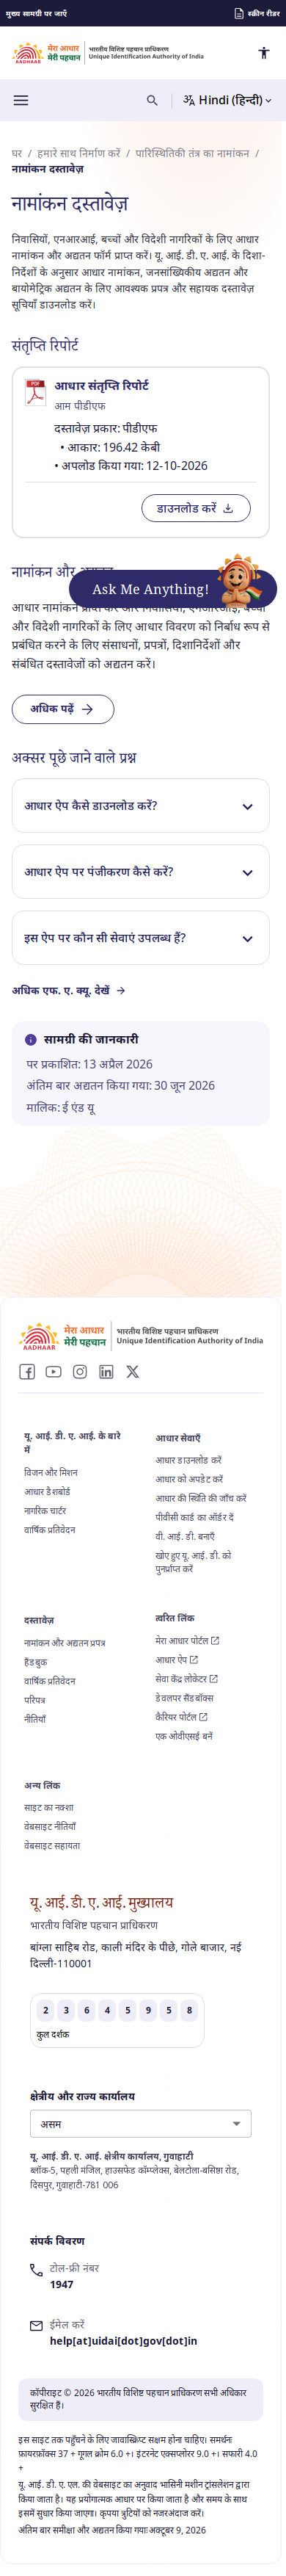 मुख्य सामग्री पर जाएँ
स्क्रीन रीडर
मेरा आधार
मेरी पहचान
AADHAAR
भारतीय विशिष्ट पहचान प्राधिकरण
Unique Identification Authority of India
Hindi (हिन्दी)
घर / हमारे साथ निर्माण करें / पारिस्थितिकी तंत्र का नामांकन /
नामांकन दस्तावेज़
नामांकन दस्तावेज़
निवासियों, एनआरआई, बच्चों और विदेशी नागरिकों के लिए आधार
नामांकन और अद्यतन फॉर्म प्राप्त करें। यू. आई. डी. ए. आई. के दिशा-
निर्देशों के अनुसार आधार नामांकन, जनसांख्यिकीय अद्यतन और
बायोमेट्रिक अद्यतन के लिए आवश्यक प्रपत्र और सहायक दस्तावेज़
सूचियाँ डाउनलोड करें।
संतृप्ति रिपोर्ट
PDF
आधार संतृप्ति रिपोर्ट
आम पीडीएफ
दस्तावेज़ प्रकार: पीडीएफ
• आकार: 196.42 केबी
• अपलोड किया गया: 12-10-2026
डाउनलोड करें
नामांकन और
Ask Me Anything!
आधार नामांकन
और विदेशी नागरिकों के लिए आधार विवरण को निर्बाध रूप से
प्रबंधित करने के लिए संसाधनों, प्रपत्रों, दिशानिर्देशों और
संबंधित दस्तावेजों को अद्यतन करें।
अधिक पढ़ें
अक्सर पूछे जाने वाले प्रश्न
आधार ऐप कैसे डाउनलोड करें?
आधार ऐप पर पंजीकरण कैसे करें?
इस ऐप पर कौन सी सेवाएं उपलब्ध हैं?
अधिक एफ. ए. क्यू. देखें
सामग्री की जानकारी
पर प्रकाशित: 13 अप्रैल 2026
अंतिम बार अद्यतन किया गया: 30 जून 2026
मालिक: ई एंड यू
मेरा आधार
मेरी पहचान
AADHAAR
भारतीय विशिष्ट पहचान प्राधिकरण
Unique Identification Authority of India
यू. आई. डी. ए. आई. के बारे
में
विजन और मिशन
आधार डैशबोर्ड
नागरिक चार्टर
वार्षिक प्रतिवेदन
आधार सेवाएँ
आधार डाउनलोड करें
आधार को अपडेट करें
आधार की स्थिति की जाँच करें
पीवीसी कार्ड का ऑर्डर दें
वी. आई. डी. बनाएँ
खोए हुए यू. आई. डी. को
पुनर्प्राप्त करें
दस्तावेज़
नामांकन और अद्यतन प्रपत्र
हैंडबुक
वार्षिक प्रतिवेदन
परिपत्र
नीतियाँ
त्वरित लिंक
मेरा आधार पोर्टल
आधार ऐप
सेवा केंद्र लोकेटर
डेवलपर सैंडबॉक्स
कैरियर पोर्टल
एक ओवीएसई बनें
अन्य लिंक
साइट का नक्शा
वेबसाइट नीतियाँ
वेबसाइट सहायता
यू. आई. डी. ए. आई. मुख्यालय
भारतीय विशिष्ट पहचान प्राधिकरण
बांग्ला साहिब रोड, काली मंदिर के पीछे, गोले बाजार, नई
दिल्ली-110001
2 3 6 4 5 9 5 8
कुल दर्शक
क्षेत्रीय और राज्य कार्यालय
असम
यू. आई. डी. ए. आई. क्षेत्रीय कार्यालय, गुवाहाटी
ब्लॉक-5, पहली मंजिल, हाउसफेड कॉम्प्लेक्स, बेलटोला-बसिष्ठा रोड,
दिसपुर, गुवाहाटी-781 006
संपर्क विवरण
टोल-फ्री नंबर
1947
ईमेल करें
help[at]uidai[dot]gov[dot]in
कॉपीराइट © 2026 भारतीय विशिष्ट पहचान प्राधिकरण सभी अधिकार
सुरक्षित हैं।
इस साइट तक पहुँचने के लिए जावास्क्रिप्ट सक्षम होना चाहिए। समर्थनः
फ़ायरफ़ॉक्स 37 + गूगल क्रोम 6.0 +। इंटरनेट एक्सप्लोरर 9.0 +। सफारी 4.0
+
यू. आई. डी. ए. एल. की वेबसाइट का अनुवाद भासिनी मशीन ट्रांसलेशन द्वारा
किया जाता है। यह प्रयोगात्मक आधार पर किया जाता है और समय के साथ
इसमें सुधार किया जाएगा। कृपया त्रुटियों को नजरअंदाज करें।
अंतिम बार समीक्षा और अद्यतन किया गयाः अक्टूबर 9, 2026